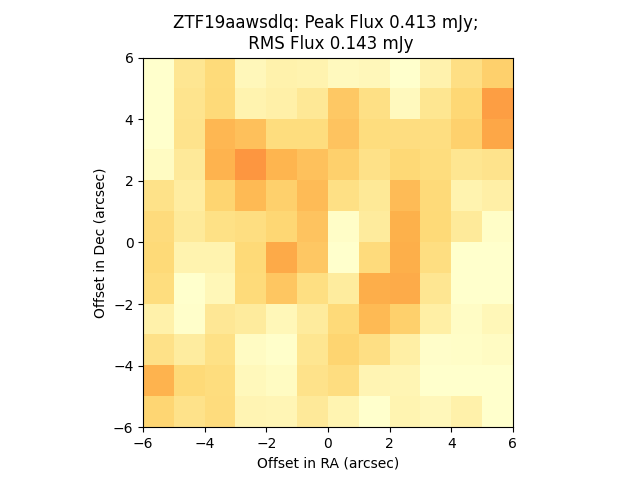 ZTF19aawsdlq: Peak Flux 0.413 mJy;
RMS Flux 0.143 mJy
6
4
2
0
−2
−4
−6
Offset in Dec (arcsec)
−6 −4 −2 0 2 4 6
Offset in RA (arcsec)